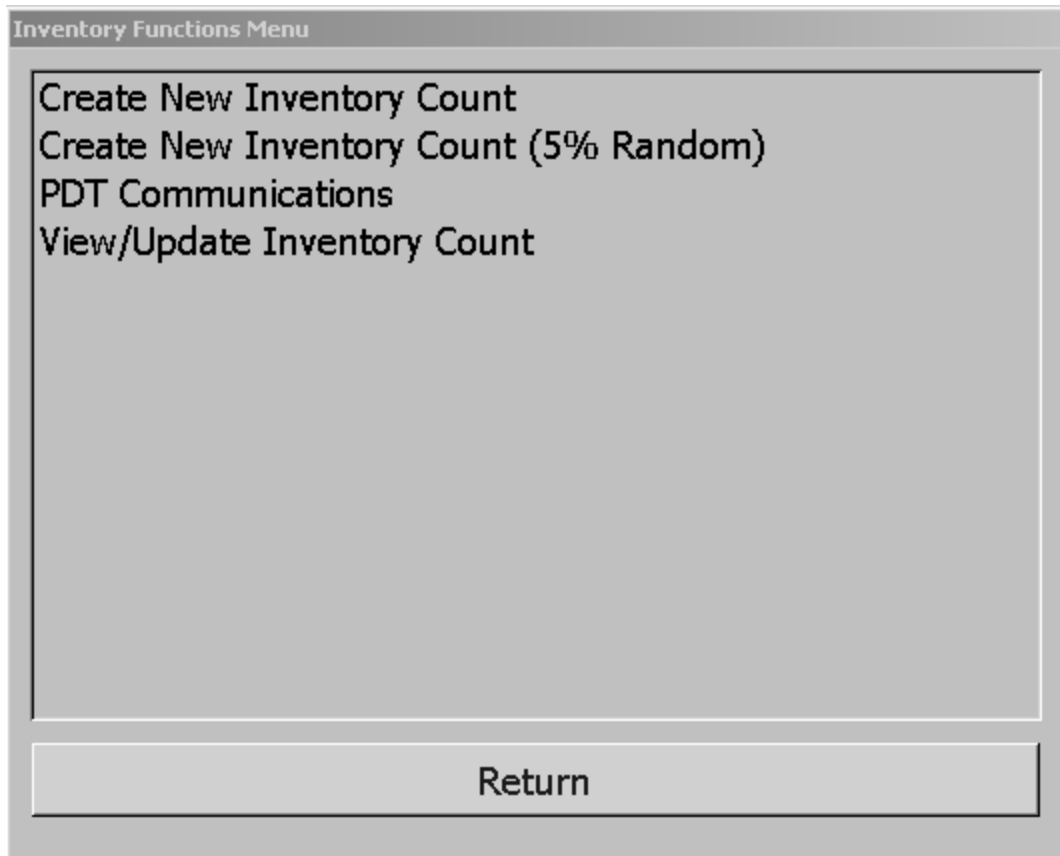 Inventory Functions Menu
Create New Inventory Count
Create New Inventory Count (5% Random)
PDT Communications
View/Update Inventory Count
Return